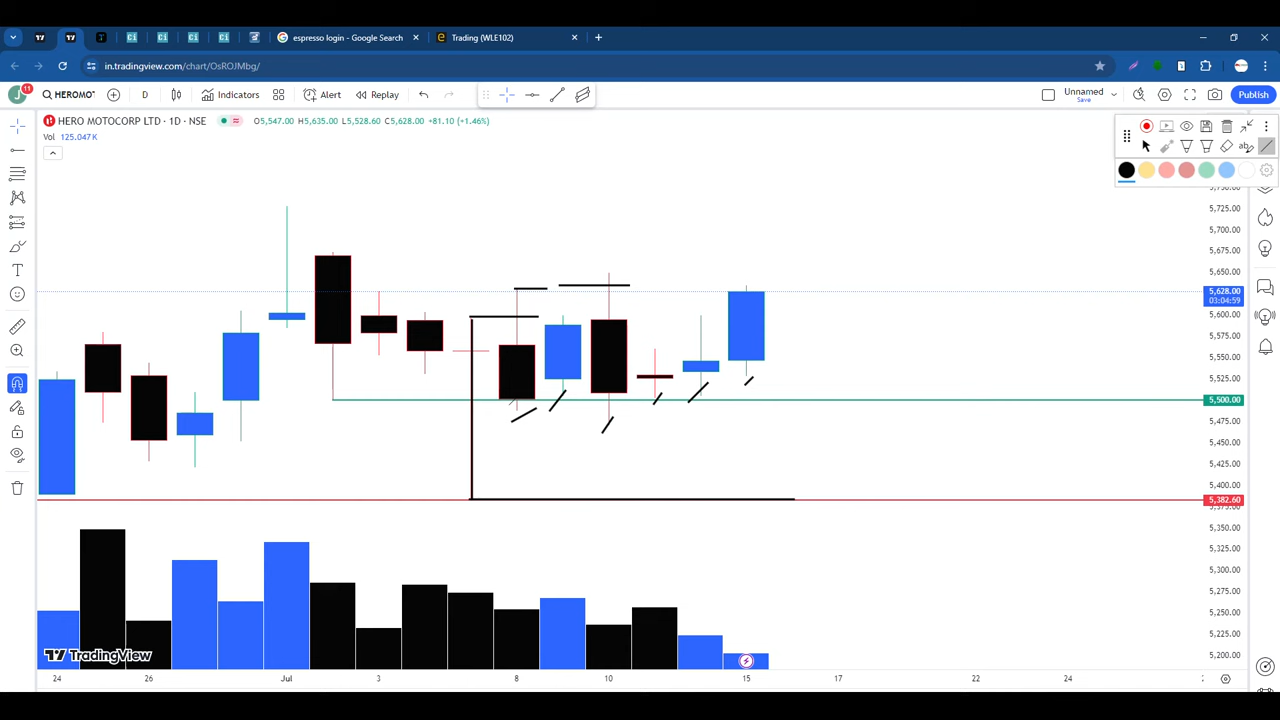 espresso login - Google Search
Trading (WLE102)
in.tradingview.com/chart/OsROJMbg/
J
11
HEROMOT
D
Indicators
Alert
Replay
Unnamed
Save
Publish
HERO MOTOCORP LTD · 1D · NSE
O5,547.00 H5,635.00 L5,528.60 C5,628.00 +81.10 (+1.46%)
Vol 125.047 K
5,725.00
5,700.00
5,675.00
5,650.00
5,628.00
03:04:59
5,600.00
5,575.00
5,550.00
5,525.00
5,500.00
5,475.00
5,450.00
5,425.00
5,400.00
5,382.60
5,350.00
5,325.00
5,300.00
5,275.00
5,250.00
5,225.00
5,200.00
TradingView
24
26
Jul
3
8
10
15
17
22
24